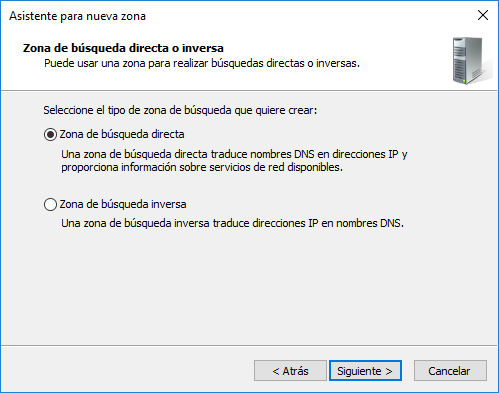 Asistente para nueva zona
Zona de búsqueda directa o inversa
Puede usar una zona para realizar búsquedas directas o inversas.
Seleccione el tipo de zona de búsqueda que quiere crear:
Zona de búsqueda directa
Una zona de búsqueda directa traduce nombres DNS en direcciones IP y
proporciona información sobre servicios de red disponibles.
Zona de búsqueda inversa
Una zona de búsqueda inversa traduce direcciones IP en nombres DNS.
< Atrás
Siguiente >
Cancelar